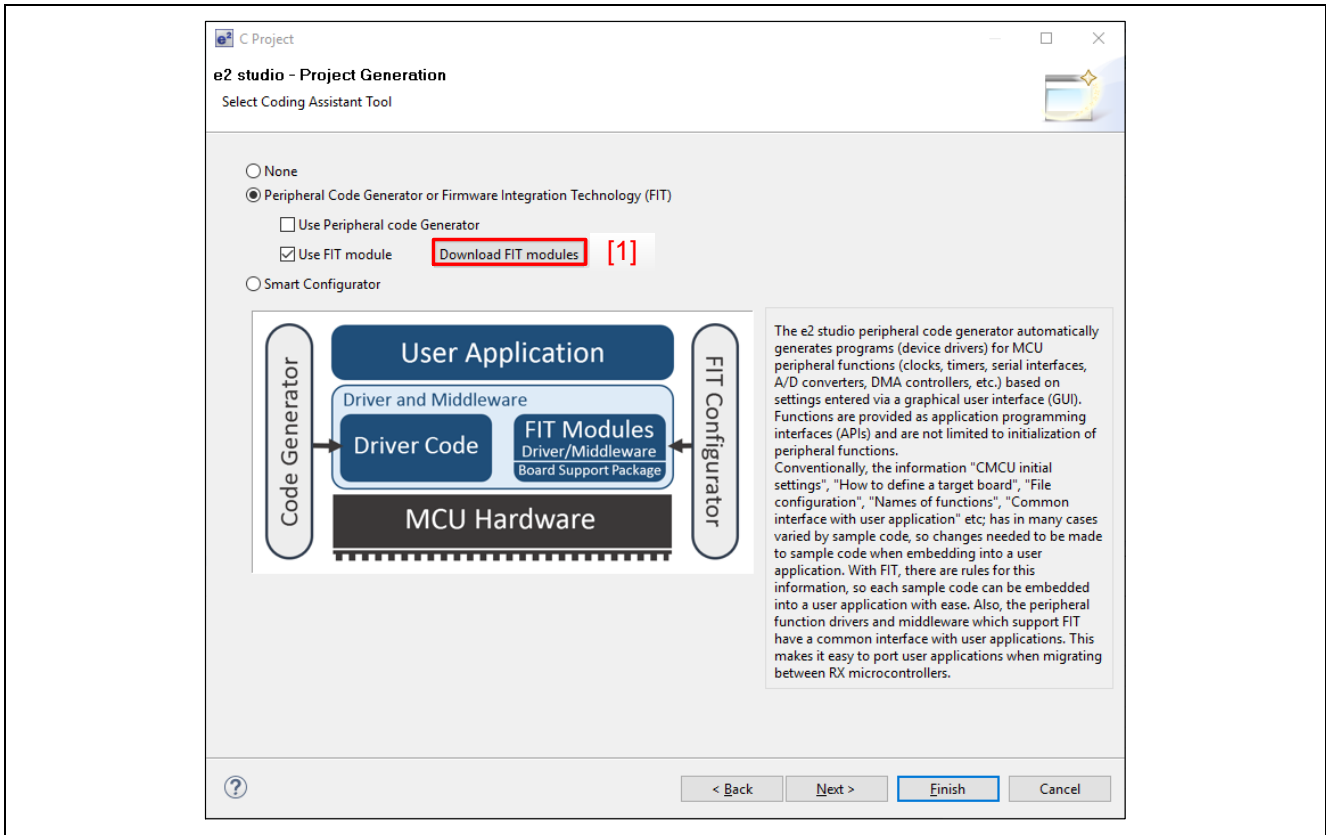 e² C Project
e2 studio - Project Generation
Select Coding Assistant Tool
None
Peripheral Code Generator or Firmware Integration Technology (FIT)
Use Peripheral code Generator
Use FIT module Download FIT modules [1]
Smart Configurator
Code Generator
User Application
Driver and Middleware
Driver Code
FIT Modules
Driver/Middleware
Board Support Package
MCU Hardware
FIT Configurator
The e2 studio peripheral code generator automatically
generates programs (device drivers) for MCU
peripheral functions (clocks, timers, serial interfaces,
A/D converters, DMA controllers, etc.) based on
settings entered via a graphical user interface (GUI).
Functions are provided as application programming
interfaces (APIs) and are not limited to initialization of
peripheral functions.
Conventionally, the information "CMCU initial
settings", "How to define a target board", "File
configuration", "Names of functions", "Common
interface with user application" etc; has in many cases
varied by sample code, so changes needed to be made
to sample code when embedding into a user
application. With FIT, there are rules for this
information, so each sample code can be embedded
into a user application with ease. Also, the peripheral
function drivers and middleware which support FIT
have a common interface with user applications. This
makes it easy to port user applications when migrating
between RX microcontrollers.
? < Back Next > Finish Cancel